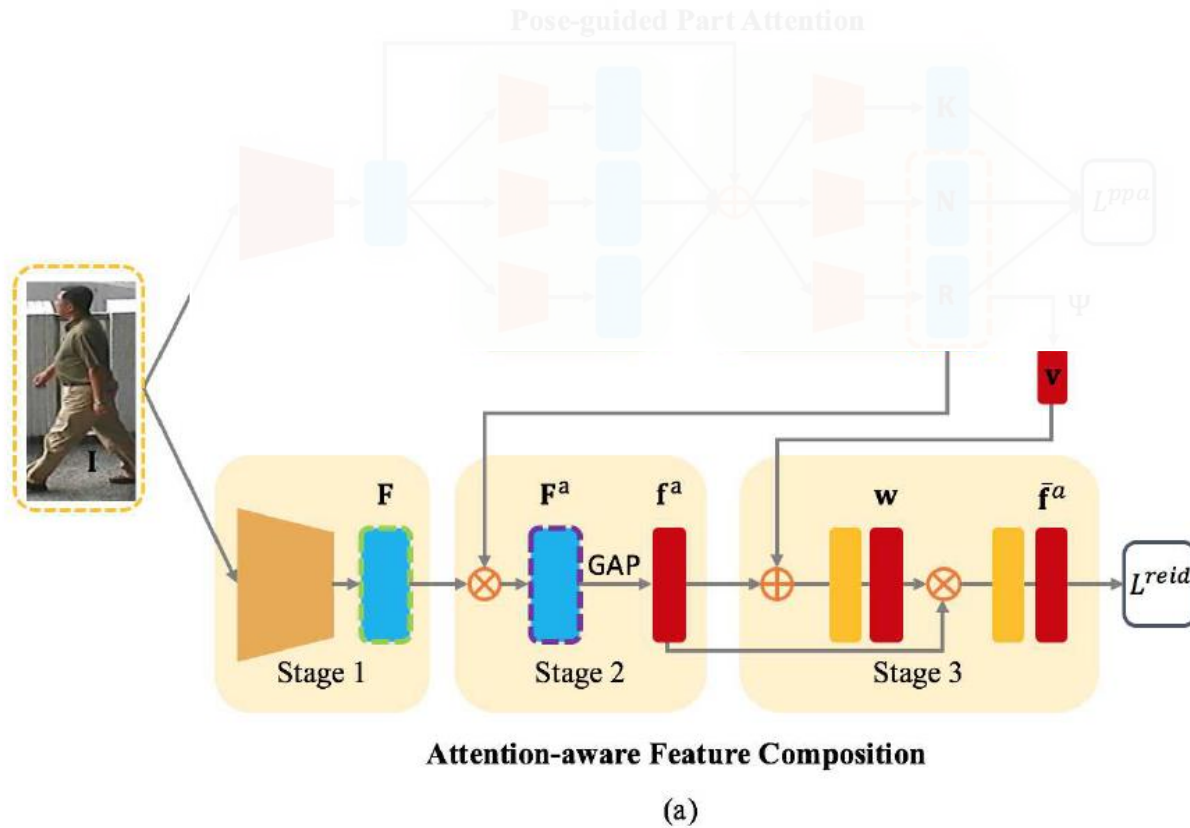 Pose-guided Part Attention
K
N
L^{ppa}
R
Ψ
v
I
F
F^a
f^a
w
f̄^a
GAP
L^{reid}
Stage 1
Stage 2
Stage 3
Attention-aware Feature Composition
(a)